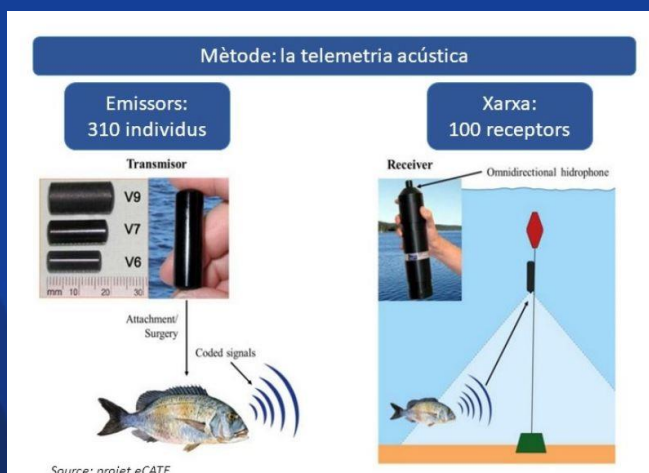 Mètode: la telemetria acústica
Emissors:
310 individus
Xarxa:
100 receptors
Transmisor
V9
V7
V6
mm 10 20 30
Attachment/
Surgery
Coded signals
Receiver
Omnidirectional hidrophone
Source: projet eCATE